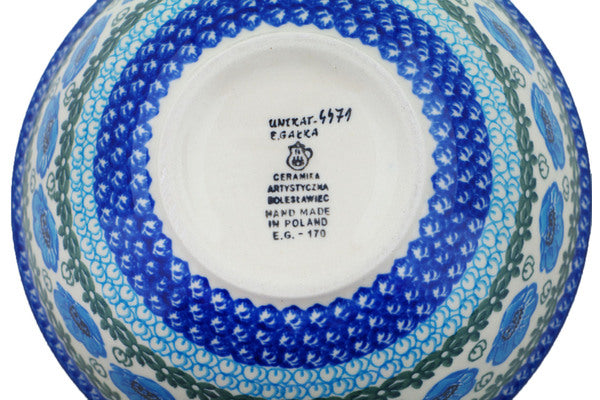 UNIKAT-4471
E.GAŁKA
CERAMIKA
ARTYSTYCZNA
BOLESŁAWIEC
HAND MADE
IN POLAND
E.G. - 170